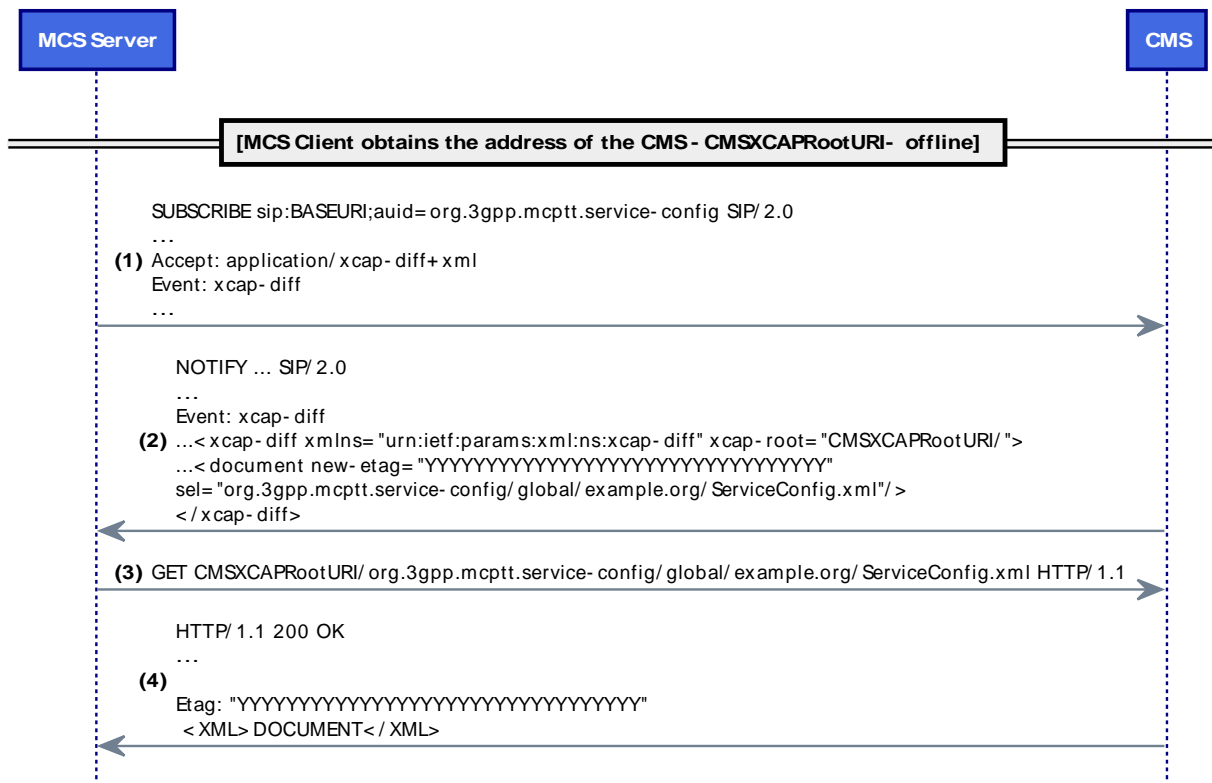 MCS Server
CMS
[MCS Client obtains the address of the CMS - CMSXCAPRootURI- offline]
SUBSCRIBE sip:BASEURI;auid=org.3gpp.mcptt.service-config SIP/2.0
...
(1) Accept: application/xcap-diff+xml
Event: xcap-diff
...
NOTIFY ... SIP/2.0
...
Event: xcap-diff
(2) ...<xcap-diff xmlns="urn:ietf:params:xml:ns:xcap-diff" xcap-root="CMSXCAPRootURI/">
...<document new-etag="YYYYYYYYYYYYYYYYYYYYYYYYYYYYYYYYY"
sel="org.3gpp.mcptt.service-config/global/example.org/ServiceConfig.xml"/>
</xcap-diff>
(3) GET CMSXCAPRootURI/org.3gpp.mcptt.service-config/global/example.org/ServiceConfig.xml HTTP/1.1
HTTP/1.1 200 OK
...
(4)
Etag: "YYYYYYYYYYYYYYYYYYYYYYYYYYYYYYYYY"
<XML>DOCUMENT</XML>